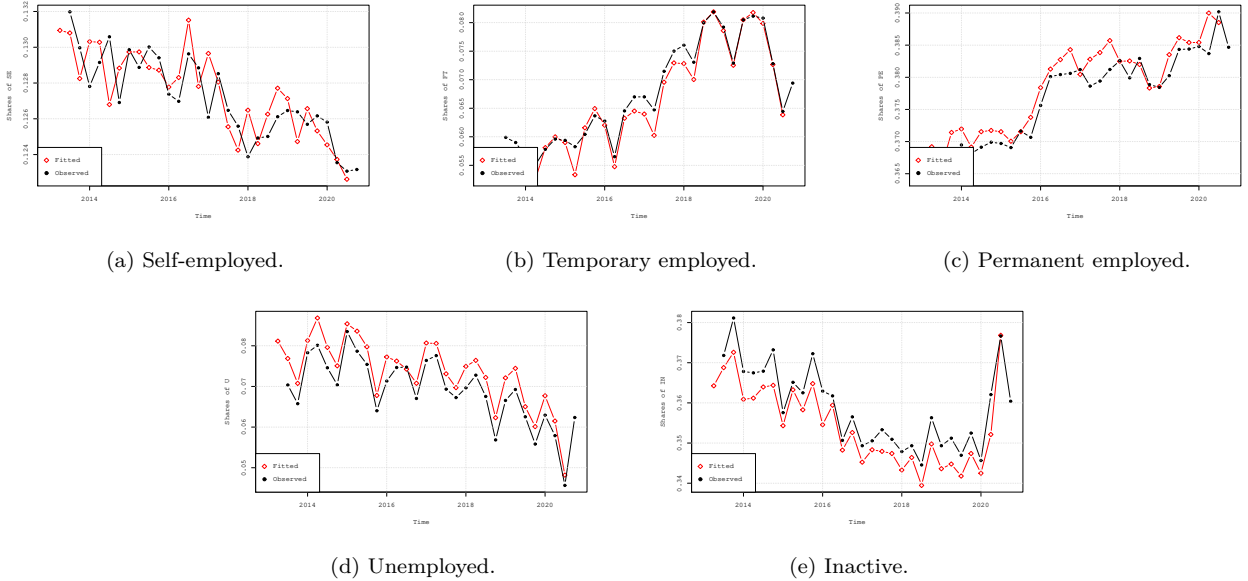 Shares of SE
0.124 0.126 0.128 0.130 0.132
Fitted
Observed
2014 2016 2018 2020
Time
(a) Self-employed.
Shares of FT
0.055 0.060 0.065 0.070 0.075 0.080
Fitted
Observed
2014 2016 2018 2020
Time
(b) Temporary employed.
Shares of PE
0.365 0.370 0.375 0.380 0.385 0.390
Fitted
Observed
2014 2016 2018 2020
Time
(c) Permanent employed.
Shares of U
0.05 0.06 0.07 0.08
Fitted
Observed
2014 2016 2018 2020
Time
(d) Unemployed.
Shares of IN
0.34 0.35 0.36 0.37 0.38
Fitted
Observed
2014 2016 2018 2020
Time
(e) Inactive.